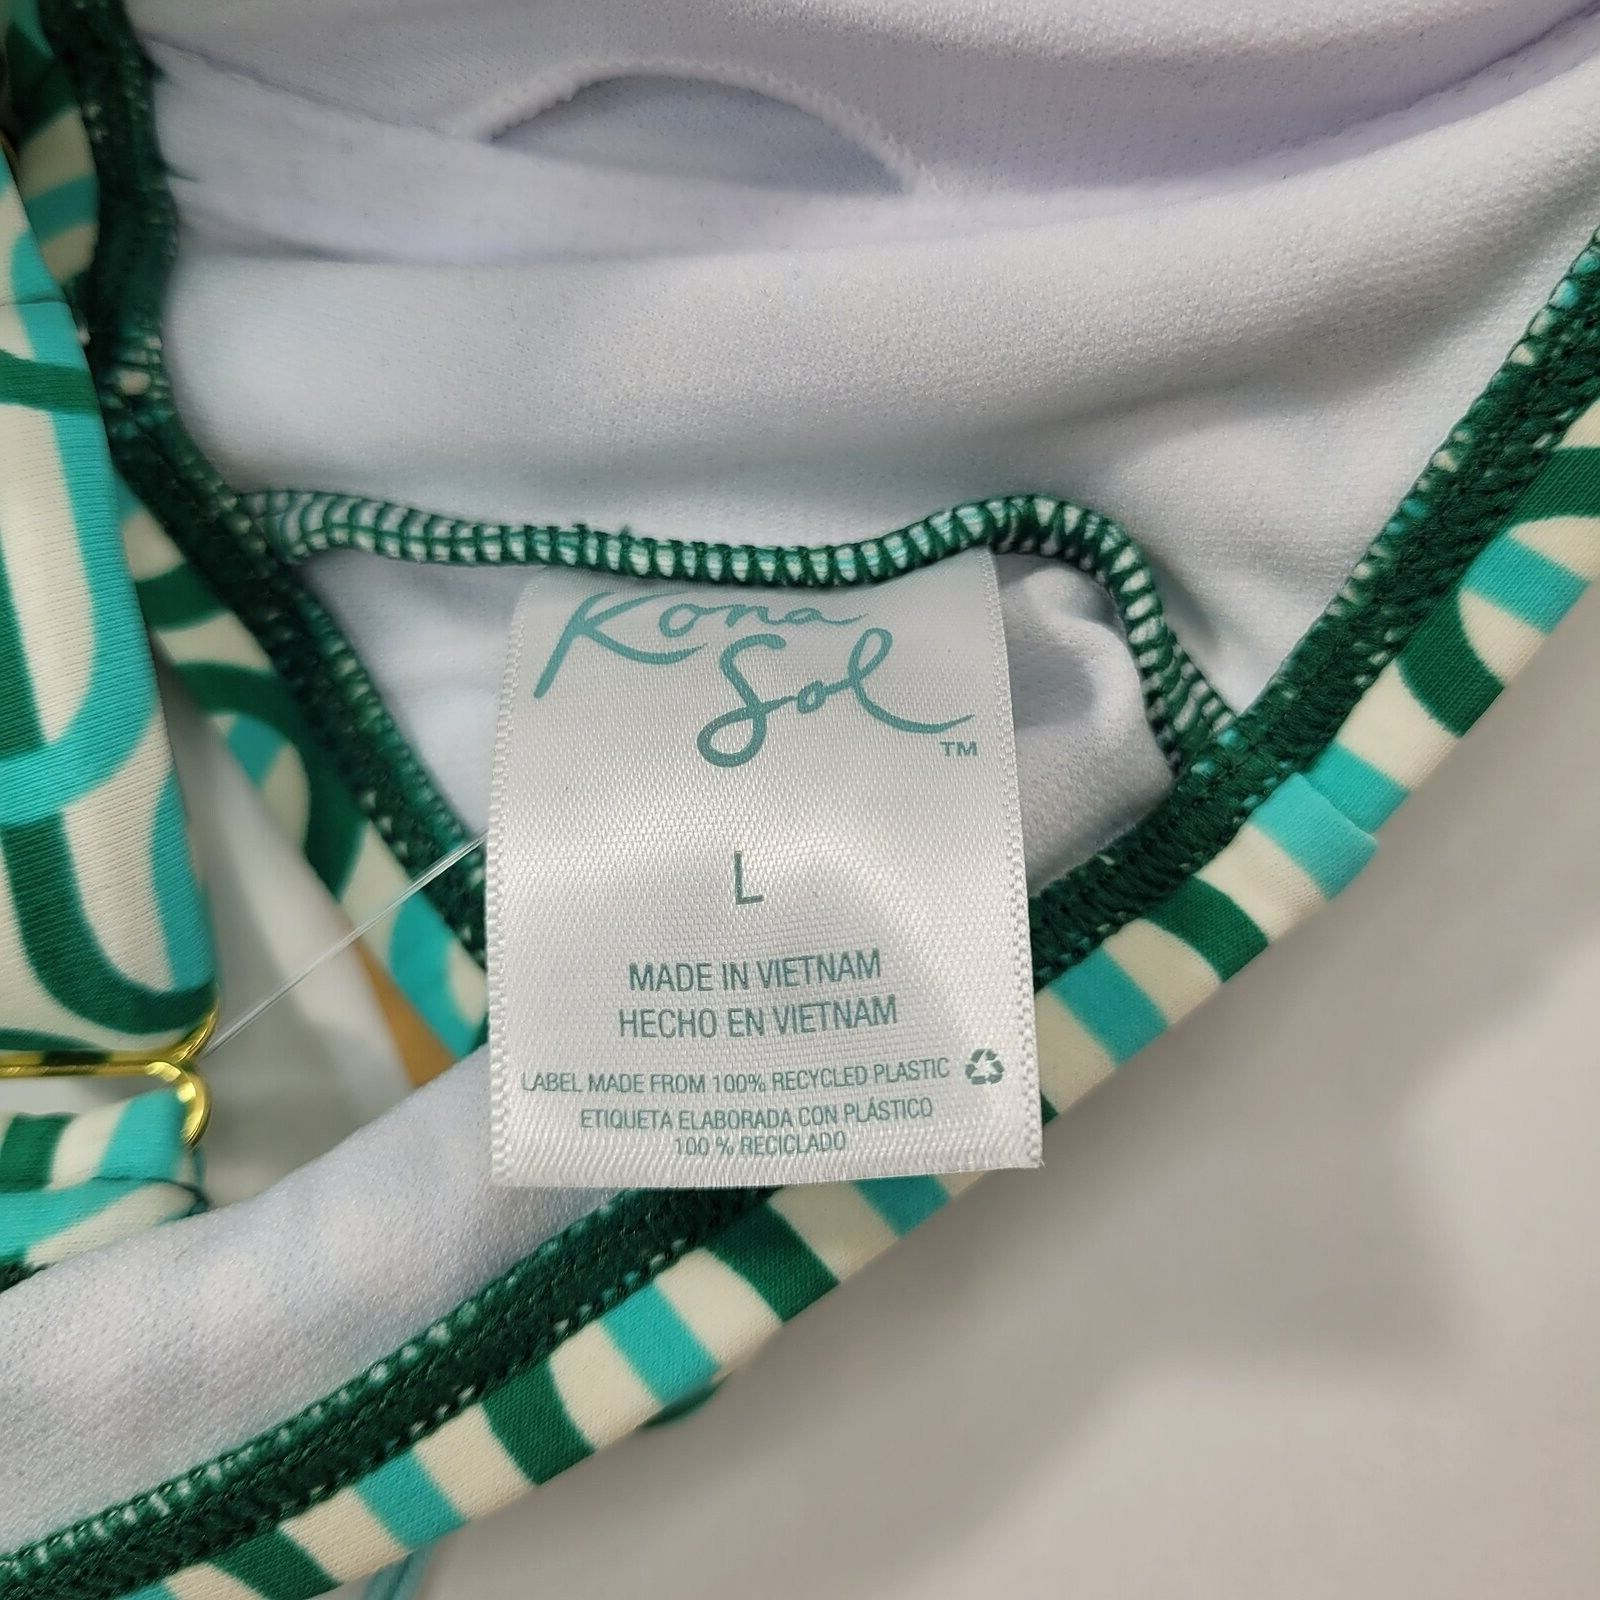 Kona
Sol
TM
L
MADE IN VIETNAM
HECHO EN VIETNAM
LABEL MADE FROM 100% RECYCLED PLASTIC
ETIQUETA ELABORADA CON PLÁSTICO
100 % RECICLADO